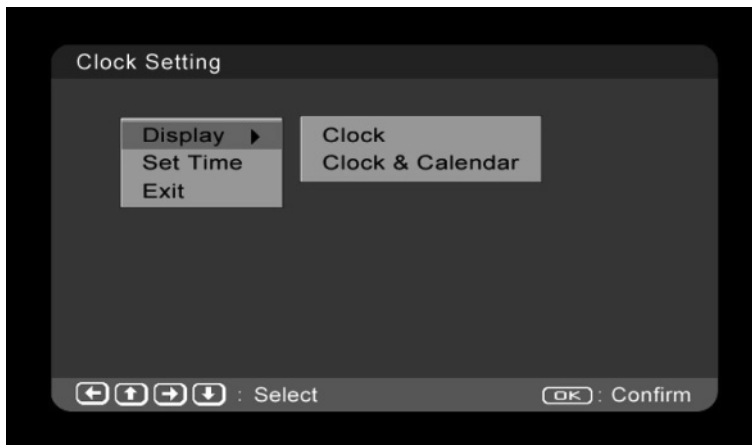 Clock Setting
Display
Clock
Set Time
Clock & Calendar
Exit
: Select
OK : Confirm